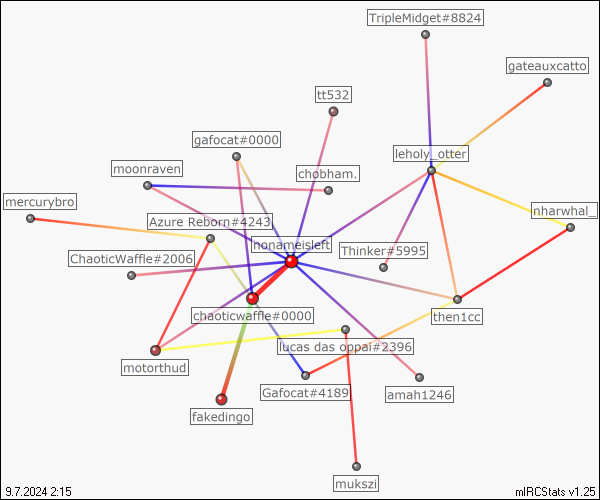 TripleMidget#8824
gateauxcatto
tt532
gafocat#0000
leholy_otter
moonraven
chobham.
mercurybro
nharwhal_
Azure Reborn#4243
nonameisleft
Thinker#5995
ChaoticWaffle#2006
chaoticwaffle#0000
then1cc
lucas das oppai#2396
motorthud
Gafocat#4189
amah1246
fakedingo
mukszi
9.7.2024 2:15
mIRCStats v1.25